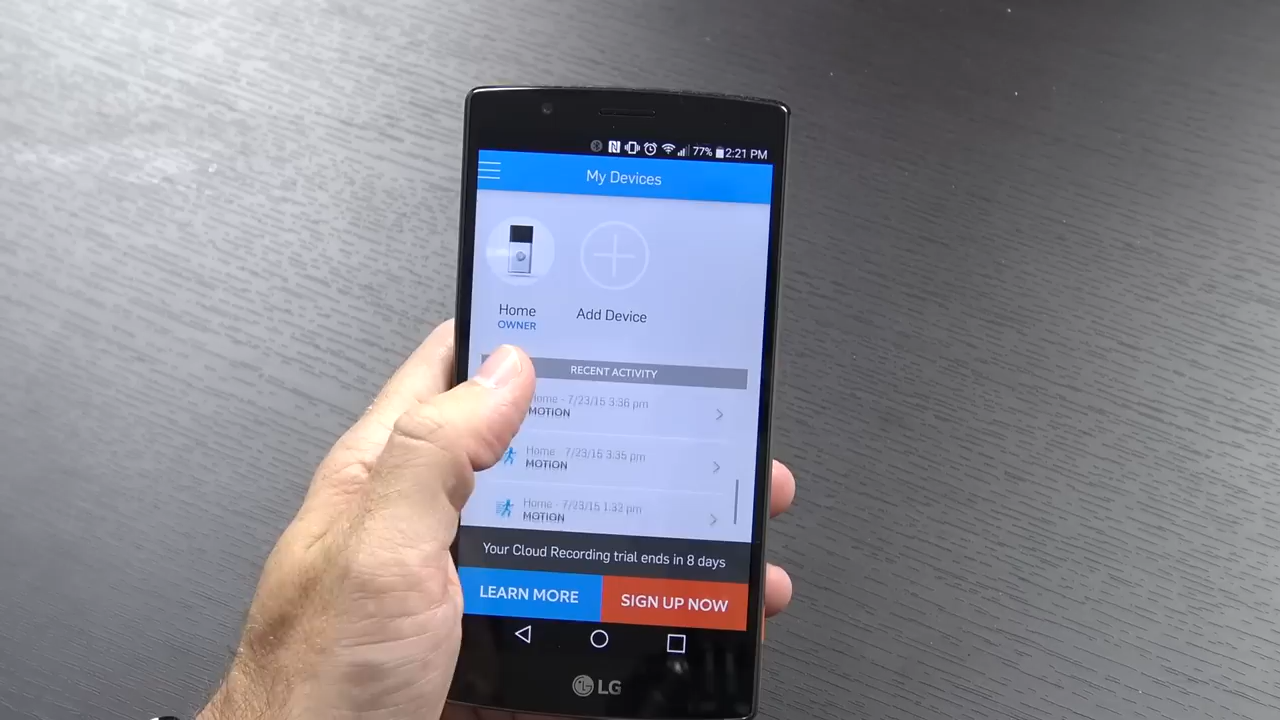 77% 2:21 PM
My Devices
Home
OWNER
Add Device
RECENT ACTIVITY
Home - 7/23/15 3:36 pm
MOTION
Home - 7/23/15 3:35 pm
MOTION
Home - 7/23/15 1:32 pm
MOTION
Your Cloud Recording trial ends in 8 days
LEARN MORE
SIGN UP NOW
LG